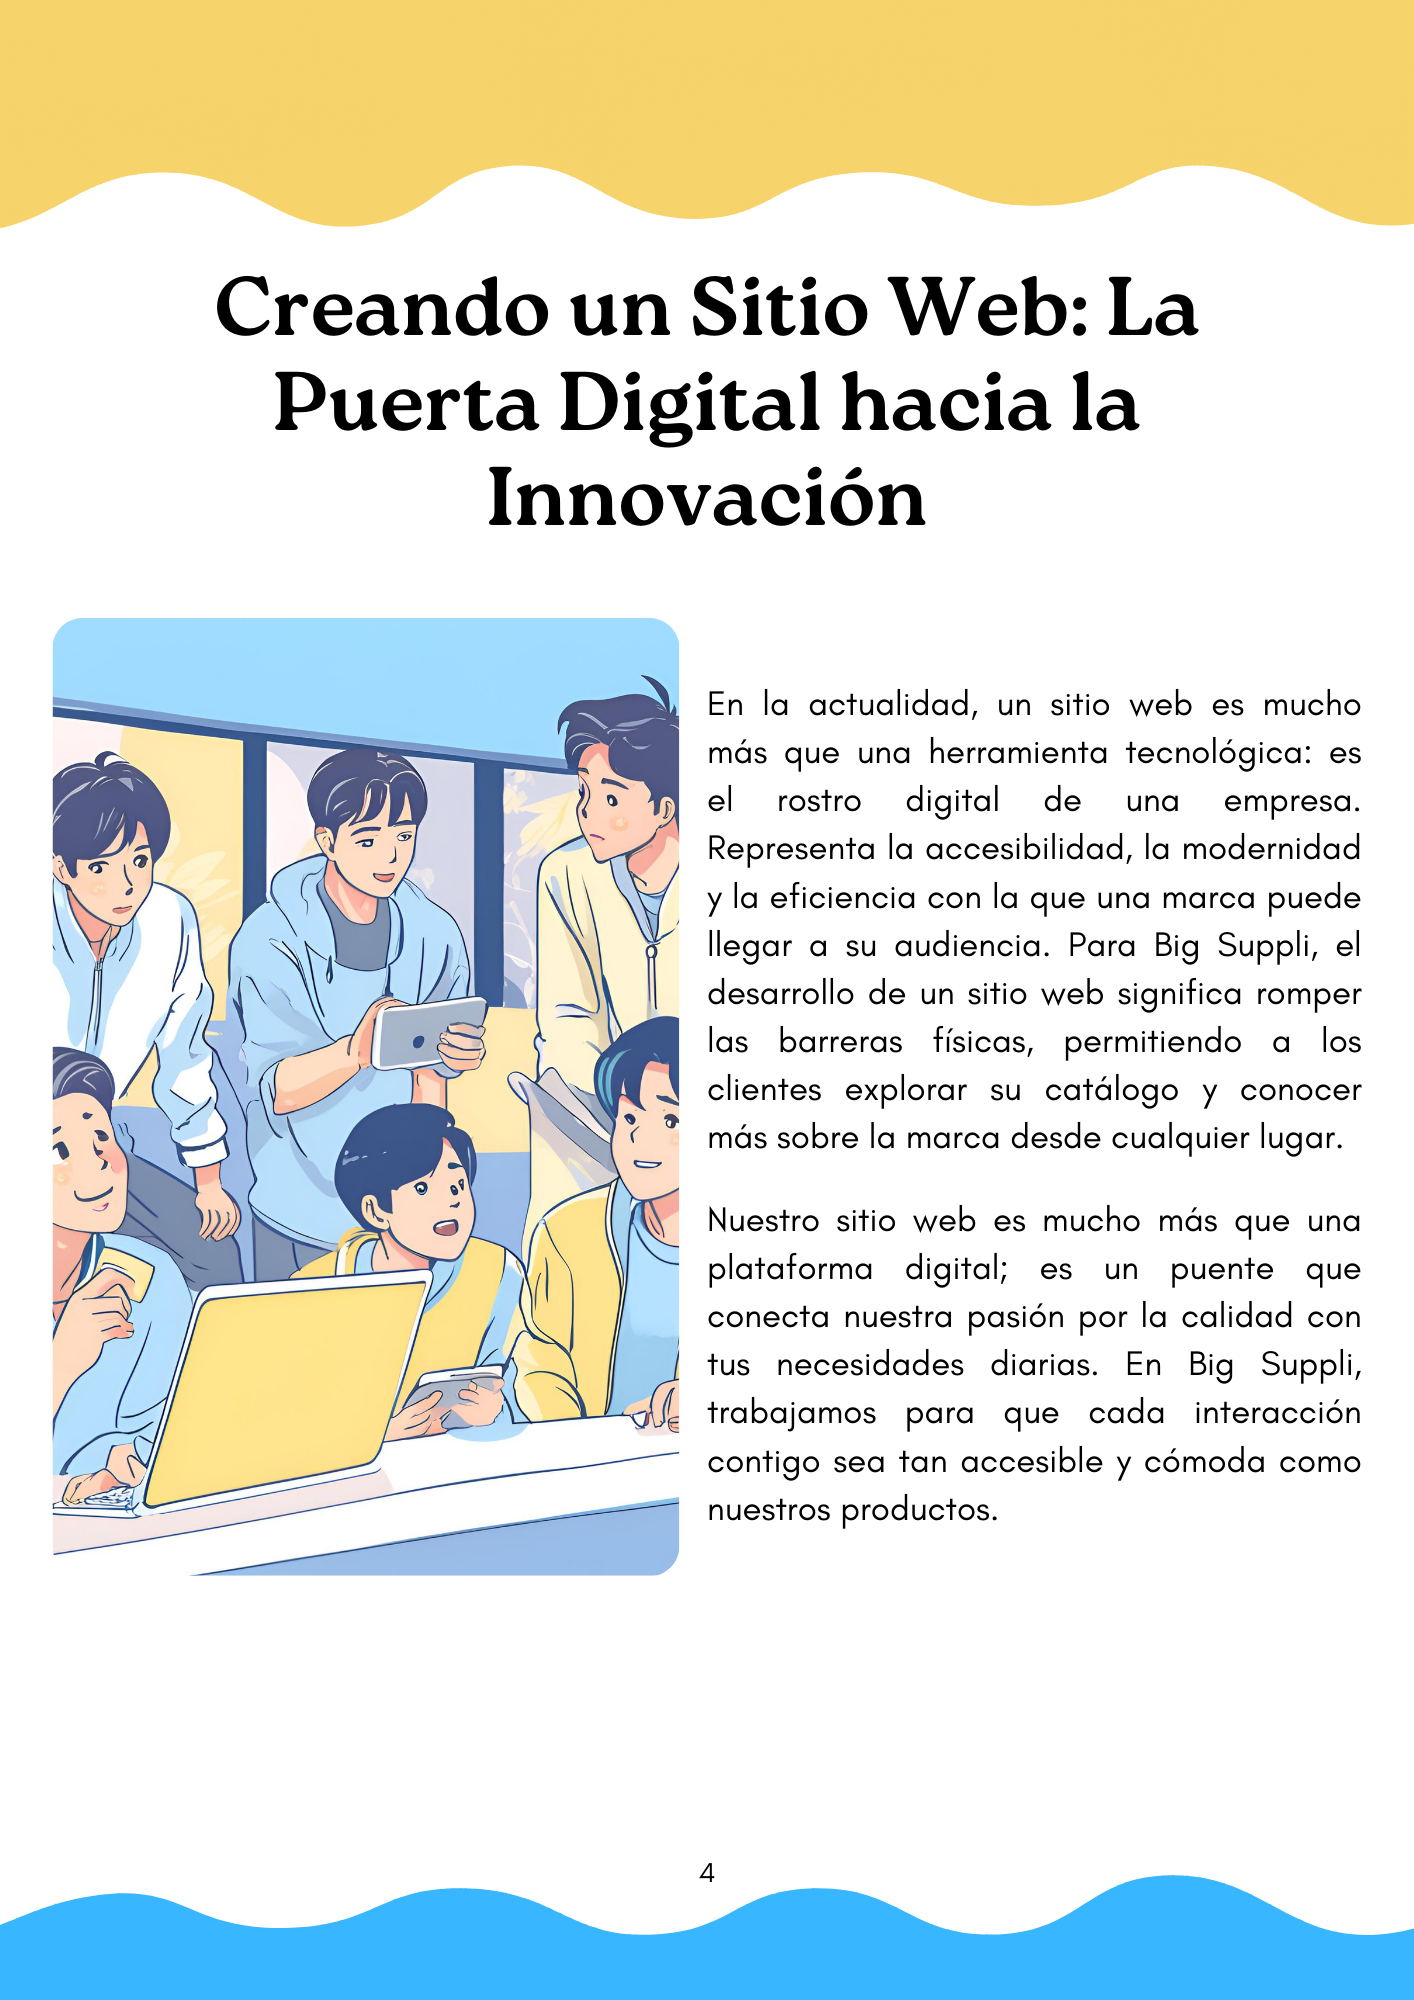 Creando un Sitio Web: La
Puerta Digital hacia la
Innovación
En la actualidad, un sitio web es mucho
más que una herramienta tecnológica: es
el rostro digital de una empresa.
Representa la accesibilidad, la modernidad
y la eficiencia con la que una marca puede
llegar a su audiencia. Para Big Suppli, el
desarrollo de un sitio web significa romper
las barreras físicas, permitiendo a los
clientes explorar su catálogo y conocer
más sobre la marca desde cualquier lugar.
Nuestro sitio web es mucho más que una
plataforma digital; es un puente que
conecta nuestra pasión por la calidad con
tus necesidades diarias. En Big Suppli,
trabajamos para que cada interacción
contigo sea tan accesible y cómoda como
nuestros productos.
4